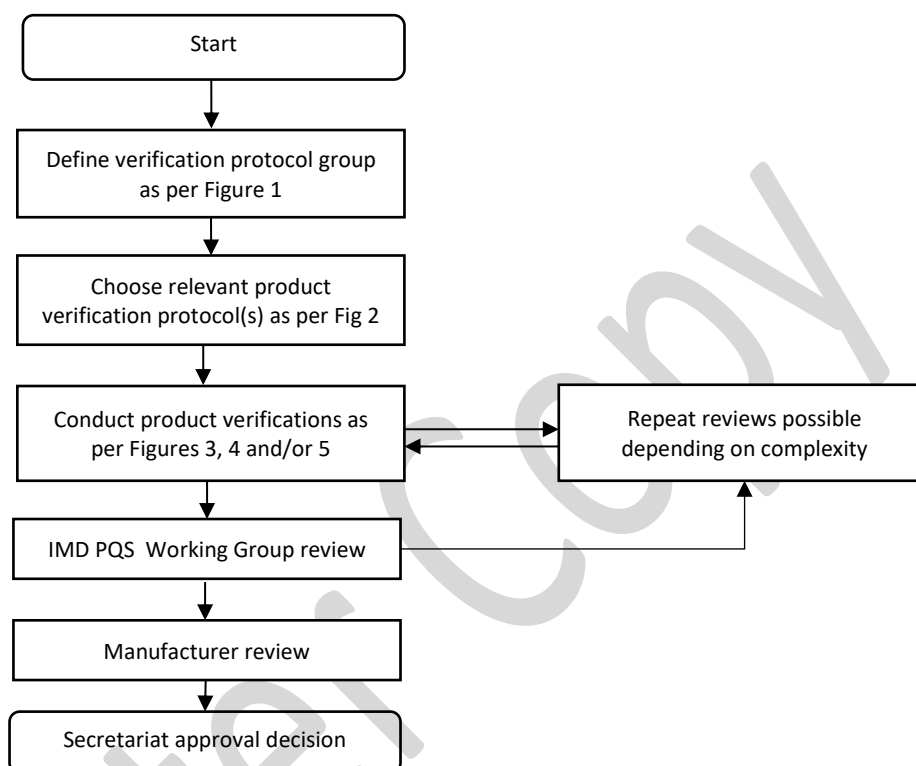 Start
Define verification protocol group
as per Figure 1
Choose relevant product
verification protocol(s) as per Fig 2
Conduct product verifications as
per Figures 3, 4 and/or 5
Repeat reviews possible
depending on complexity
IMD PQS Working Group review
Manufacturer review
Secretariat approval decision
Copy